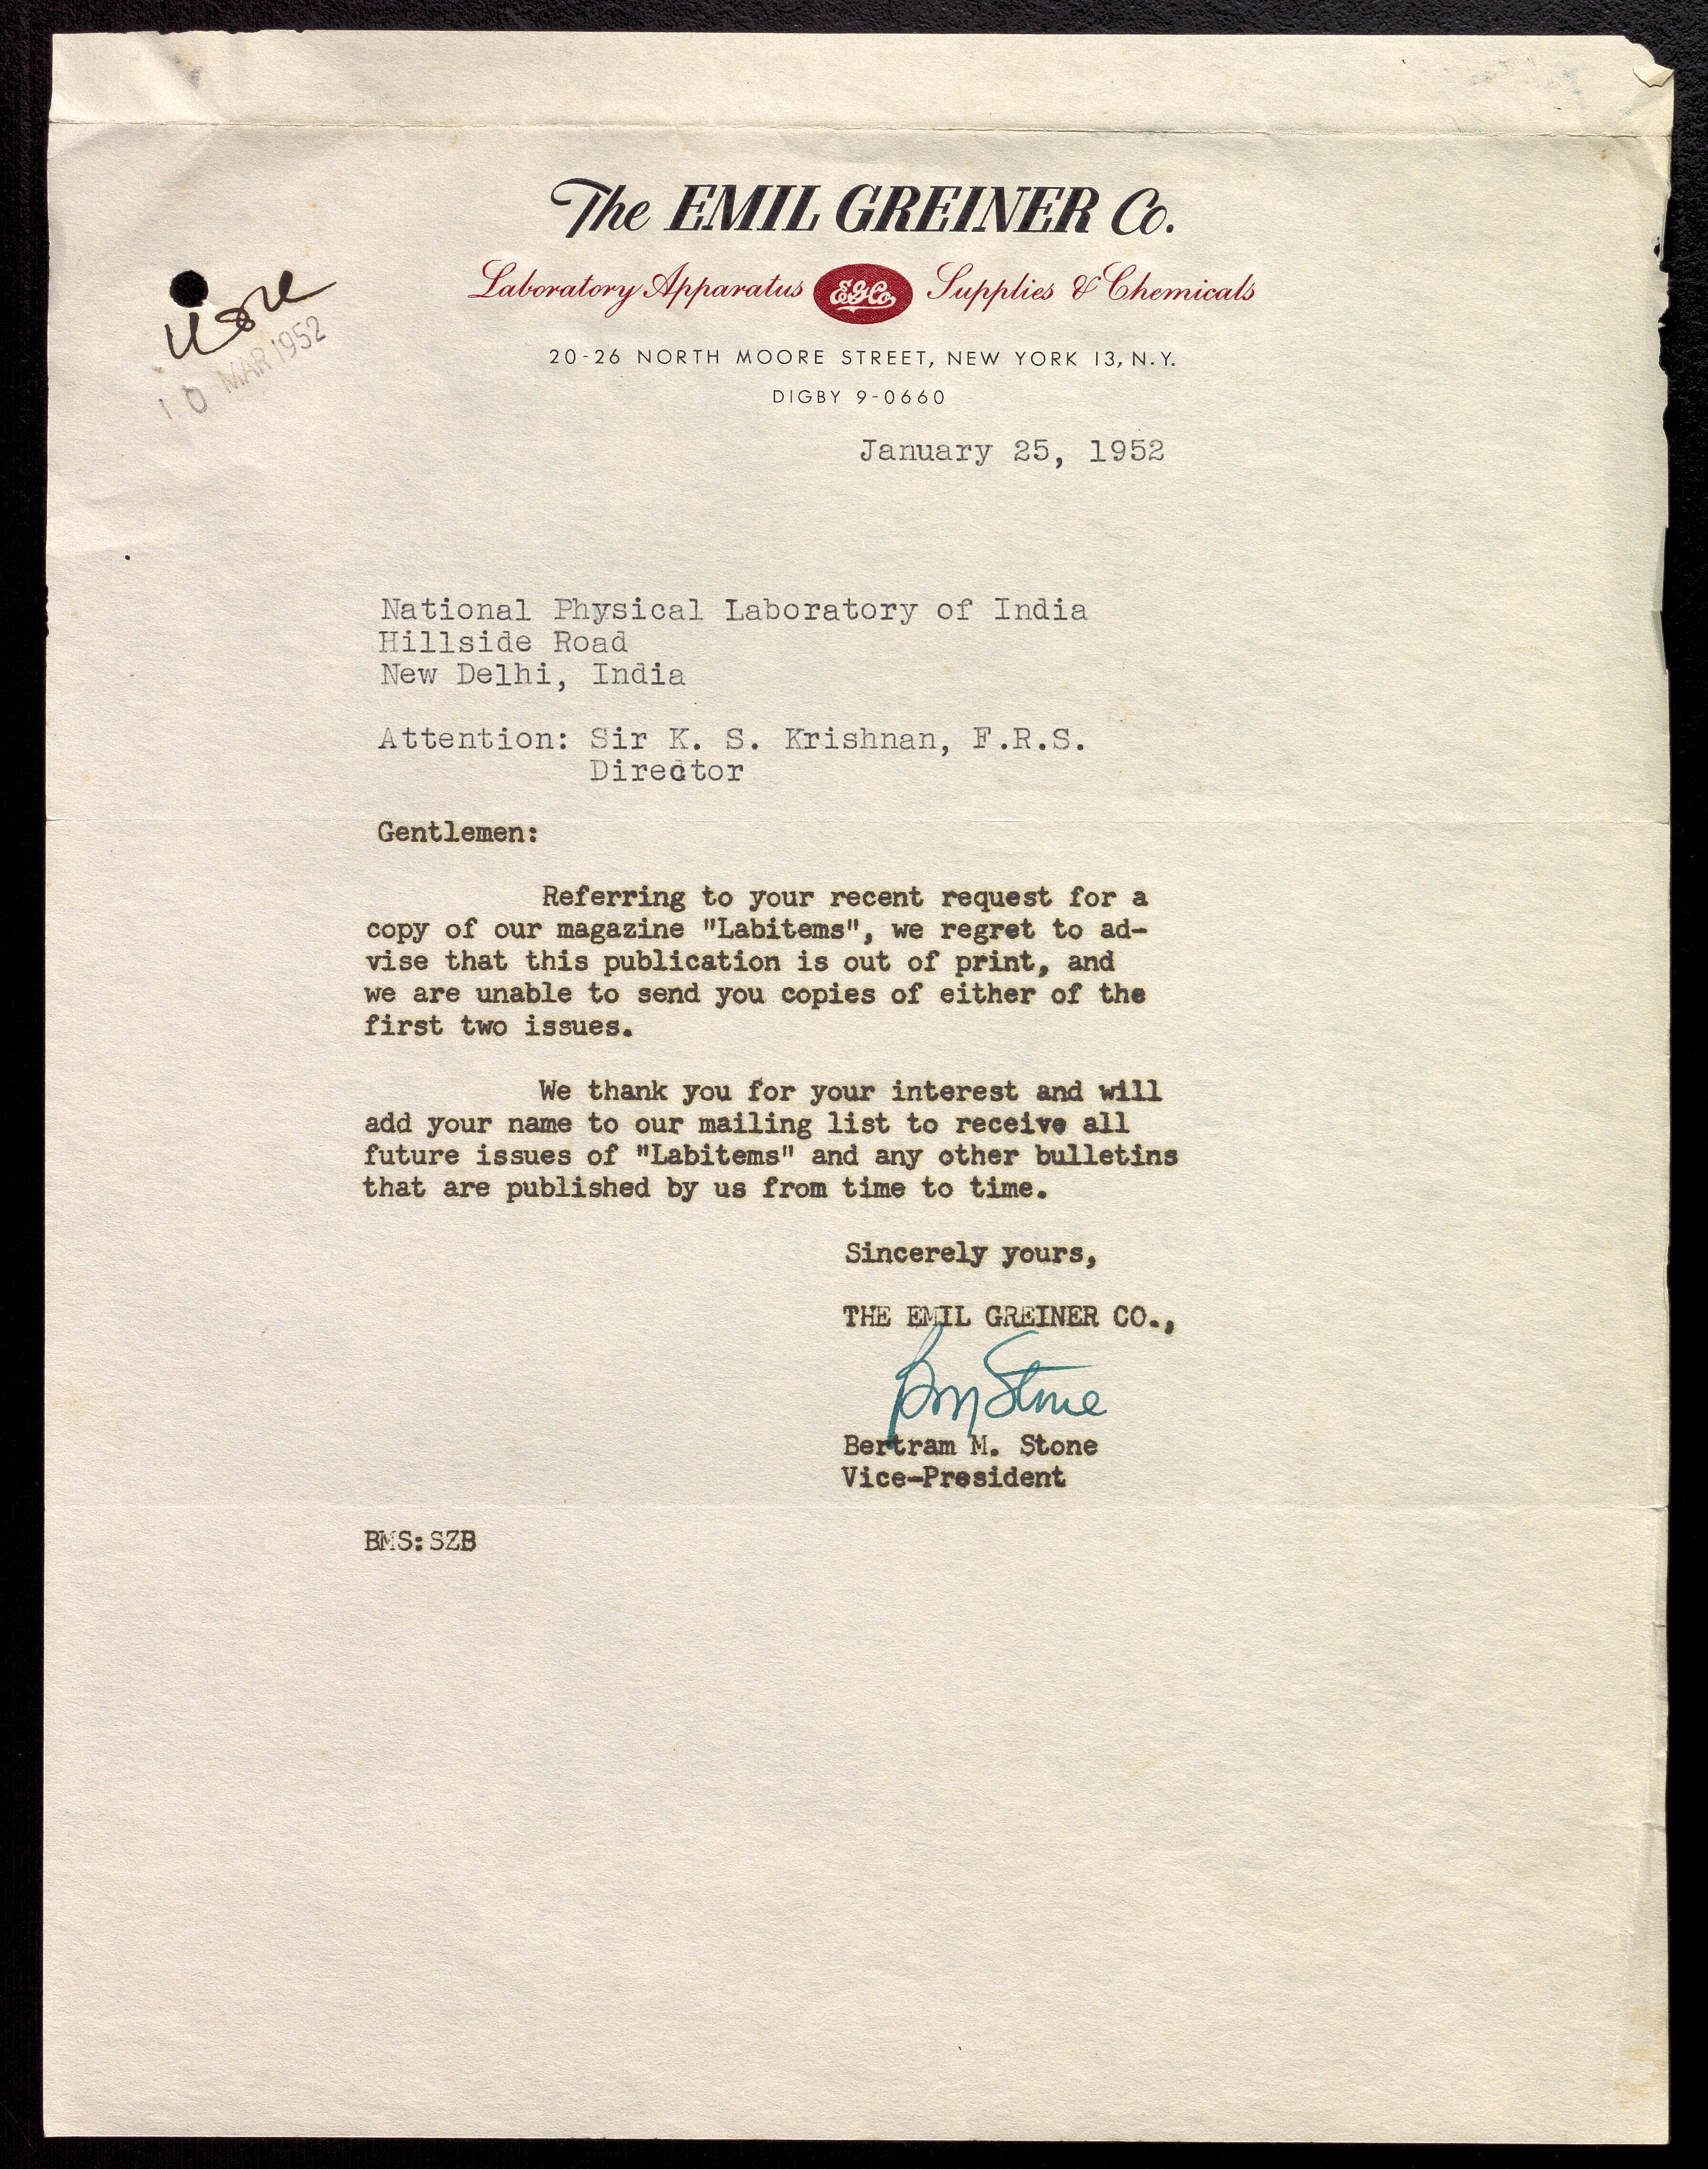 The EMIL GREINER Co.
Laboratory Apparatus EGCo. Supplies & Chemicals
20-26 NORTH MOORE STREET, NEW YORK 13, N.Y.
DIGBY 9-0660
10 MAR 1952
January 25, 1952
National Physical Laboratory of India
Hillside Road
New Delhi, India
Attention: Sir K. S. Krishnan, F.R.S.
Director
Gentlemen:
Referring to your recent request for a
copy of our magazine "Labitems", we regret to ad-
vise that this publication is out of print, and
we are unable to send you copies of either of the
first two issues.
We thank you for your interest and will
add your name to our mailing list to receive all
future issues of "Labitems" and any other bulletins
that are published by us from time to time.
Sincerely yours,
THE EMIL GREINER CO.,
BM Stone
Bertram M. Stone
Vice-President
BMS:SZB